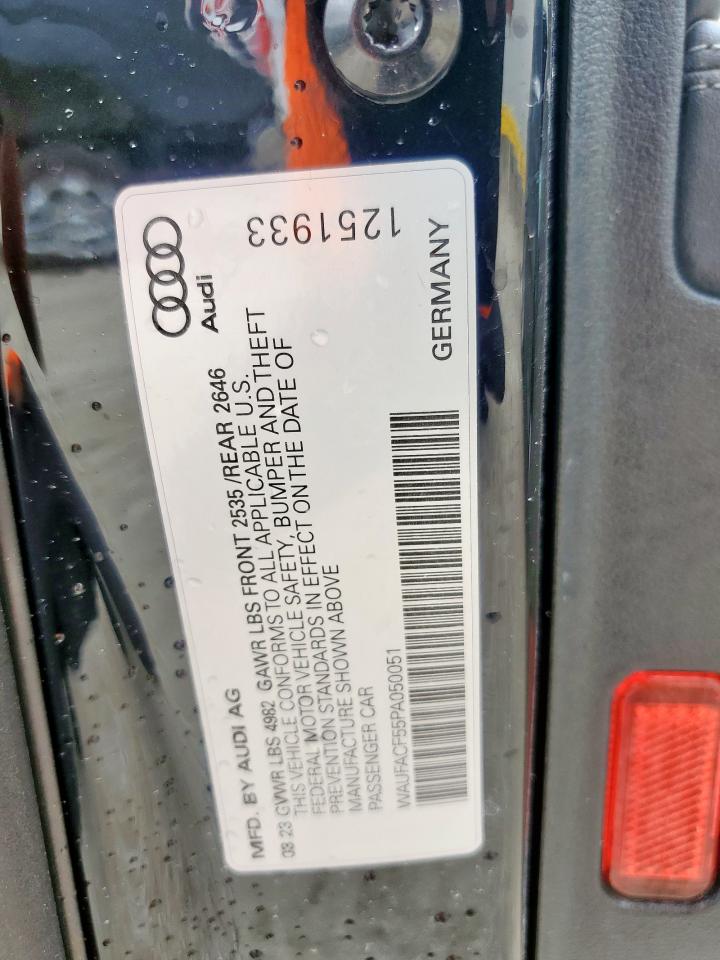 MFD. BY AUDI AG
03 23 GVWR LBS 4982 GAWR LBS FRONT 2535 /REAR 2646
THIS VEHICLE CONFORMS TO ALL APPLICABLE U.S.
FEDERAL MOTOR VEHICLE SAFETY, BUMPER AND THEFT
PREVENTION STANDARDS IN EFFECT ON THE DATE OF
MANUFACTURE SHOWN ABOVE
PASSENGER CAR
WAUFACF55PA050051
Audi
1251933
GERMANY